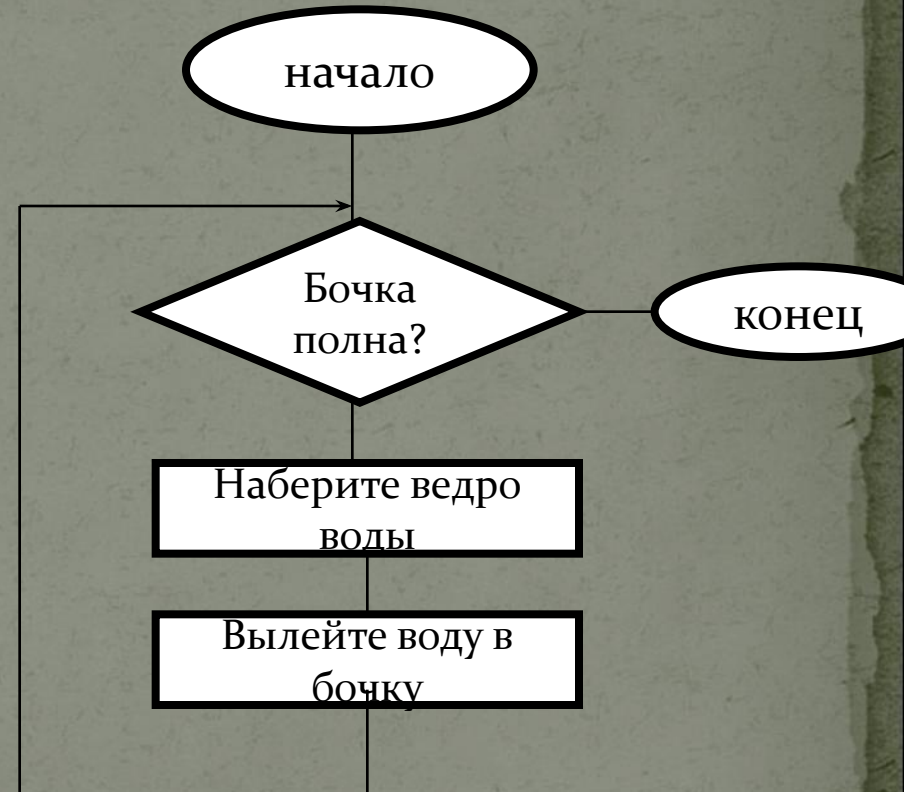 начало
Бочка
полна?
конец
Наберите ведро
воды
Вылейте воду в
бочку